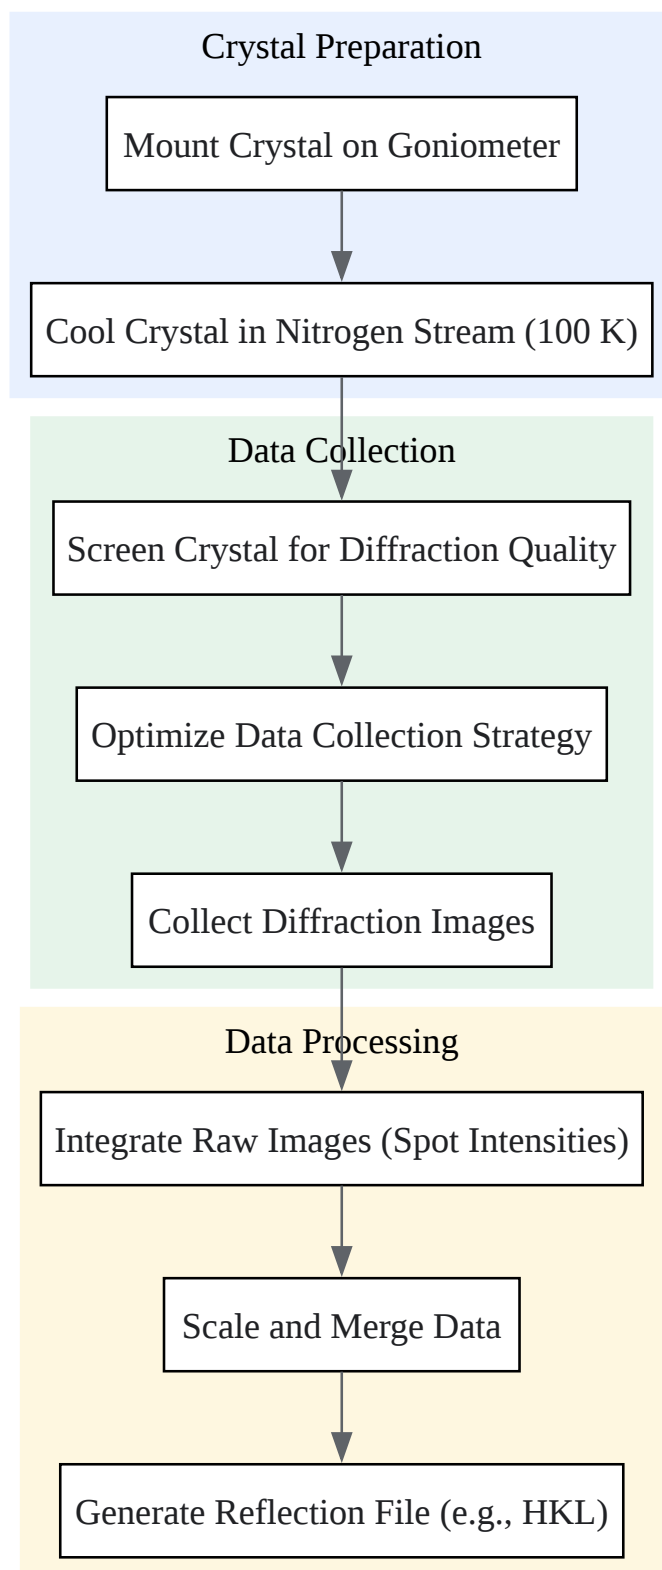 Crystal Preparation
Mount Crystal on Goniometer
Cool Crystal in Nitrogen Stream (100 K)
Data Collection
Screen Crystal for Diffraction Quality
Optimize Data Collection Strategy
Collect Diffraction Images
Data Processing
Integrate Raw Images (Spot Intensities)
Scale and Merge Data
Generate Reflection File (e.g., HKL)